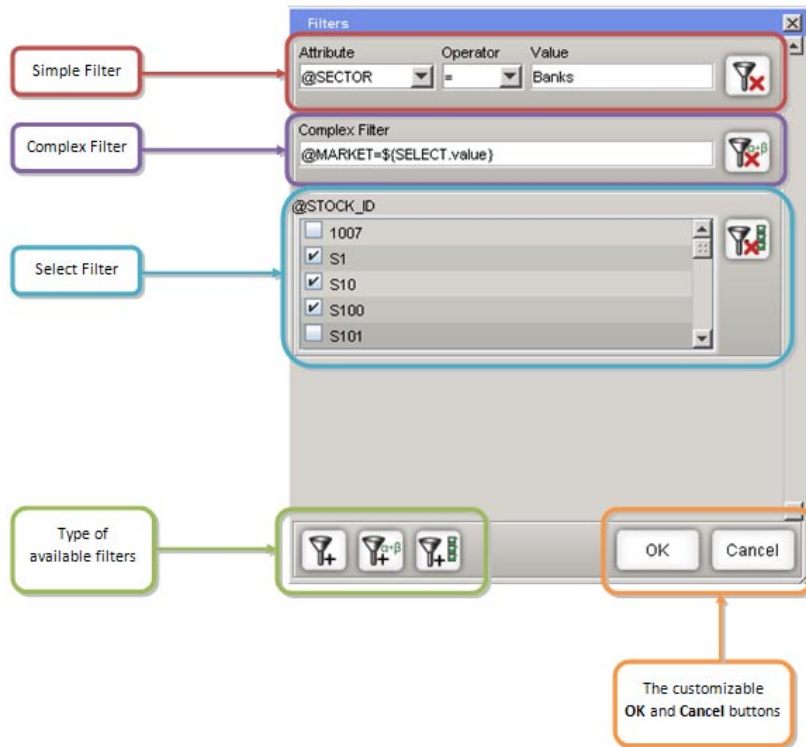 Filters
Attribute Operator Value
Simple Filter
@SECTOR = Banks
Complex Filter
Complex Filter
@MARKET=${SELECT.value}
α+β
@STOCK_ID
1007
Select Filter
S1
S10
S100
S101
Type of
available filters
α+β
OK Cancel
The customizable
OK and Cancel buttons